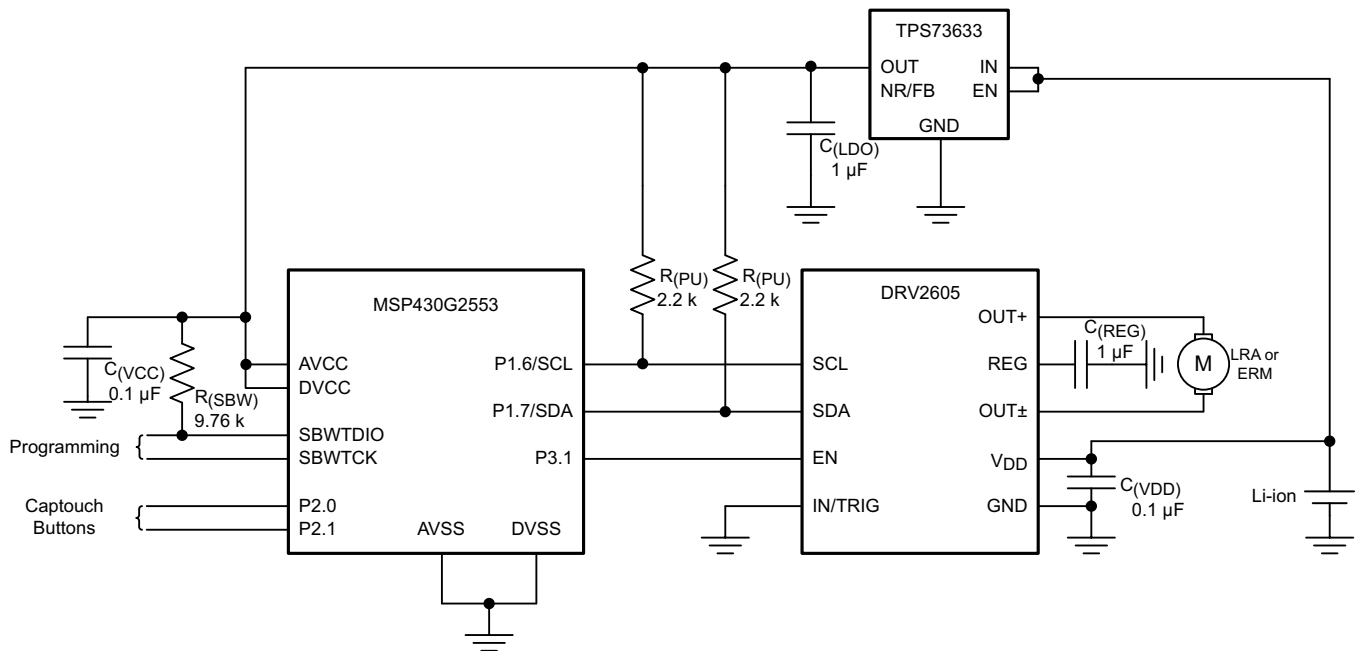 TPS73633
OUT
IN
NR/FB
EN
GND
C(LDO)
1 µF
R(PU)
2.2 k
R(PU)
2.2 k
MSP430G2553
AVCC
DVCC
SBWTDIO
SBWTCK
P2.0
P2.1
AVSS
DVSS
P1.6/SCL
P1.7/SDA
P3.1
C(VCC)
0.1 µF
R(SBW)
9.76 k
Programming
Captouch
Buttons
DRV2605
SCL
SDA
EN
IN/TRIG
OUT+
REG
OUT±
VDD
GND
C(REG)
1 µF
M
LRA or
ERM
C(VDD)
0.1 µF
Li-ion